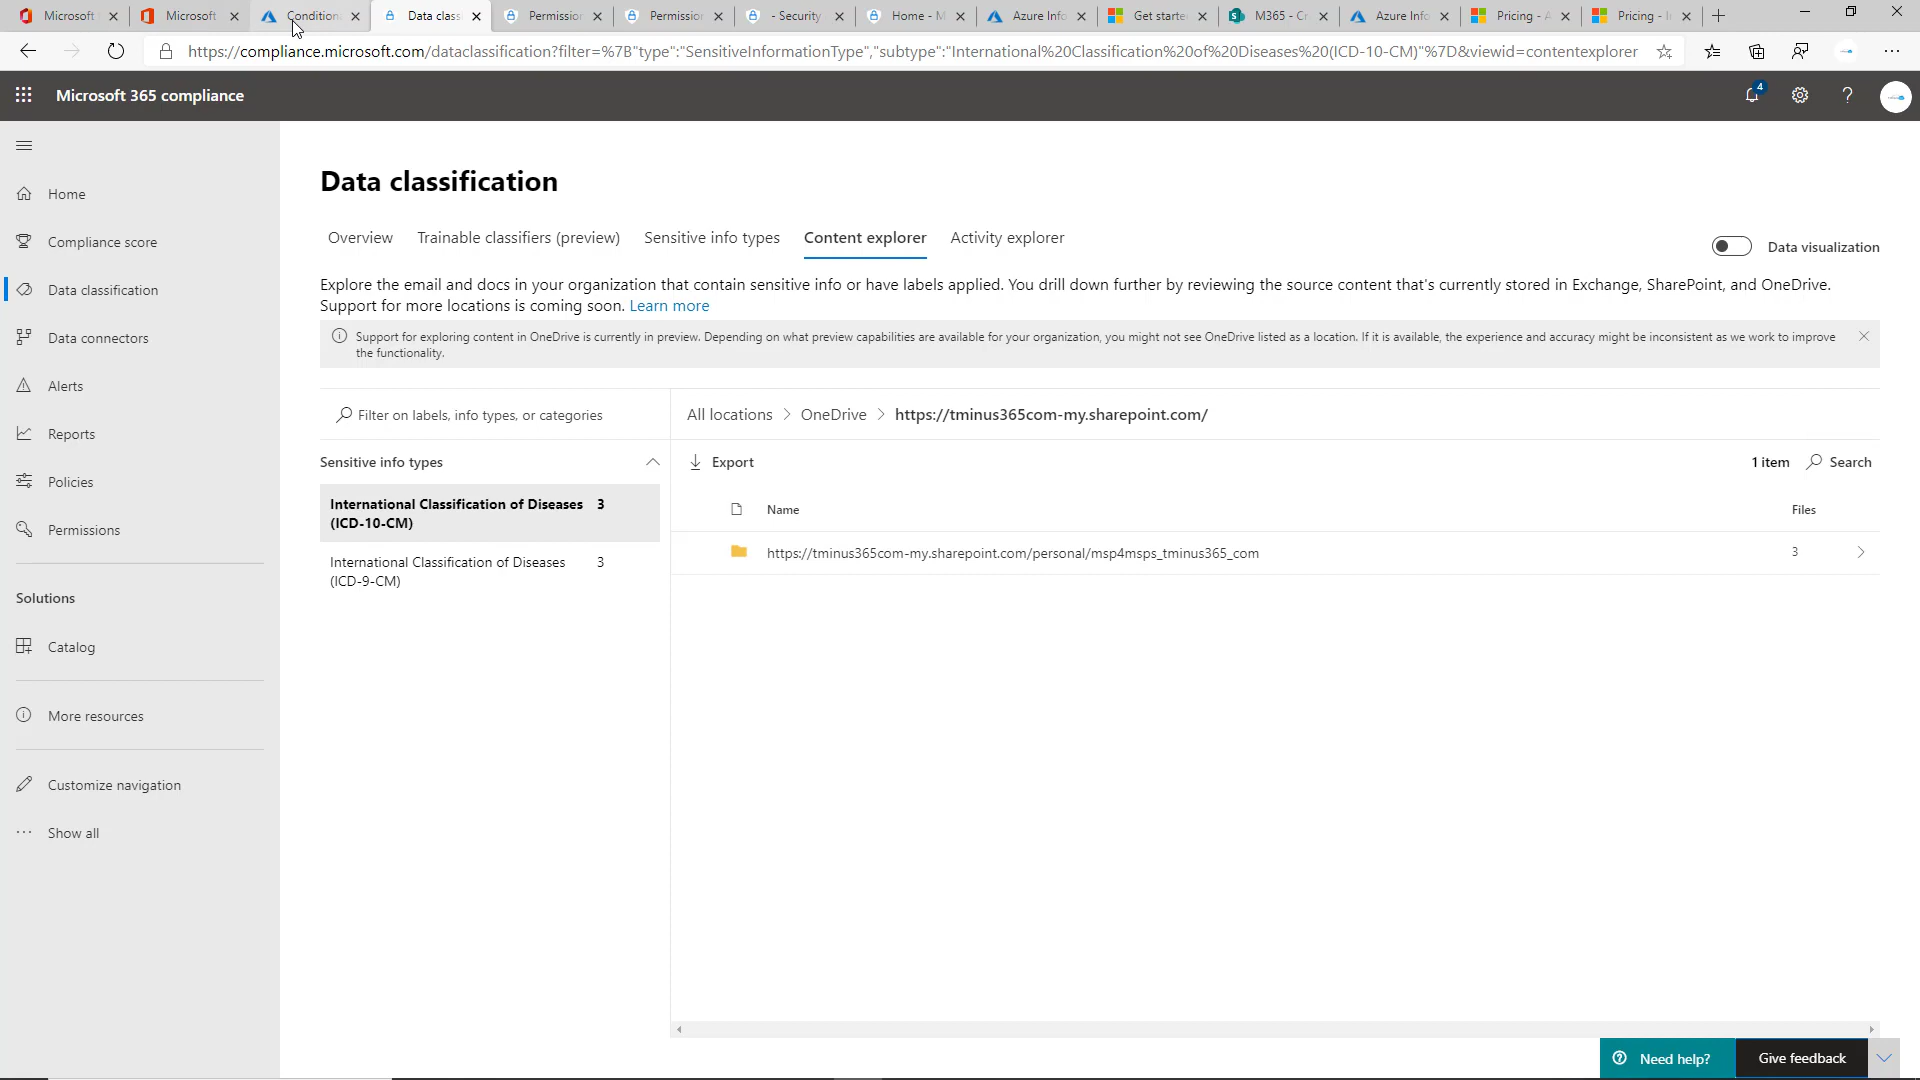 Microsoft
Microsoft
Condition
Data class
Permission
Permission
- Security
Home - M
Azure Info
Get starte
M365 - C
Azure Info
Pricing - A
Pricing - I
https://compliance.microsoft.com/dataclassification?filter=%7B"type":"SensitiveInformationType","subtype":"International%20Classification%20of%20Diseases%20(ICD-10-CM)"%7D&viewid=contentexplorer
Microsoft 365 compliance
4
Home
Compliance score
Data classification
Data connectors
Alerts
Reports
Policies
Permissions
Solutions
Catalog
More resources
Customize navigation
Show all
Data classification
Overview
Trainable classifiers (preview)
Sensitive info types
Content explorer
Activity explorer
Data visualization
Explore the email and docs in your organization that contain sensitive info or have labels applied. You drill down further by reviewing the source content that's currently stored in Exchange, SharePoint, and OneDrive.
Support for more locations is coming soon. Learn more
Support for exploring content in OneDrive is currently in preview. Depending on what preview capabilities are available for your organization, you might not see OneDrive listed as a location. If it is available, the experience and accuracy might be inconsistent as we work to improve
the functionality.
Filter on labels, info types, or categories
Sensitive info types
International Classification of Diseases 3
(ICD-10-CM)
International Classification of Diseases 3
(ICD-9-CM)
All locations > OneDrive > https://tminus365com-my.sharepoint.com/
Export
1 item
Search
Name
Files
https://tminus365com-my.sharepoint.com/personal/msp4msps_tminus365_com
3
Need help?
Give feedback